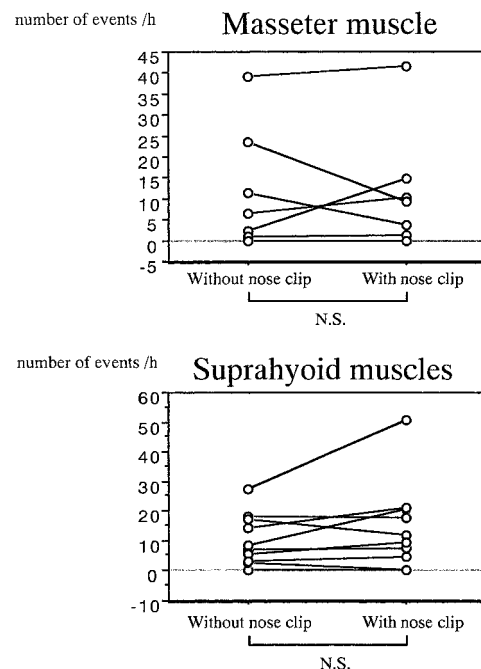 number of events /h
Masseter muscle
45
40
35
30
25
20
15
10
5
0
-5
Without nose clip With nose clip
N.S.
number of events /h
Suprahyoid muscles
60
50
40
30
20
10
0
-10
Without nose clip With nose clip
N.S.